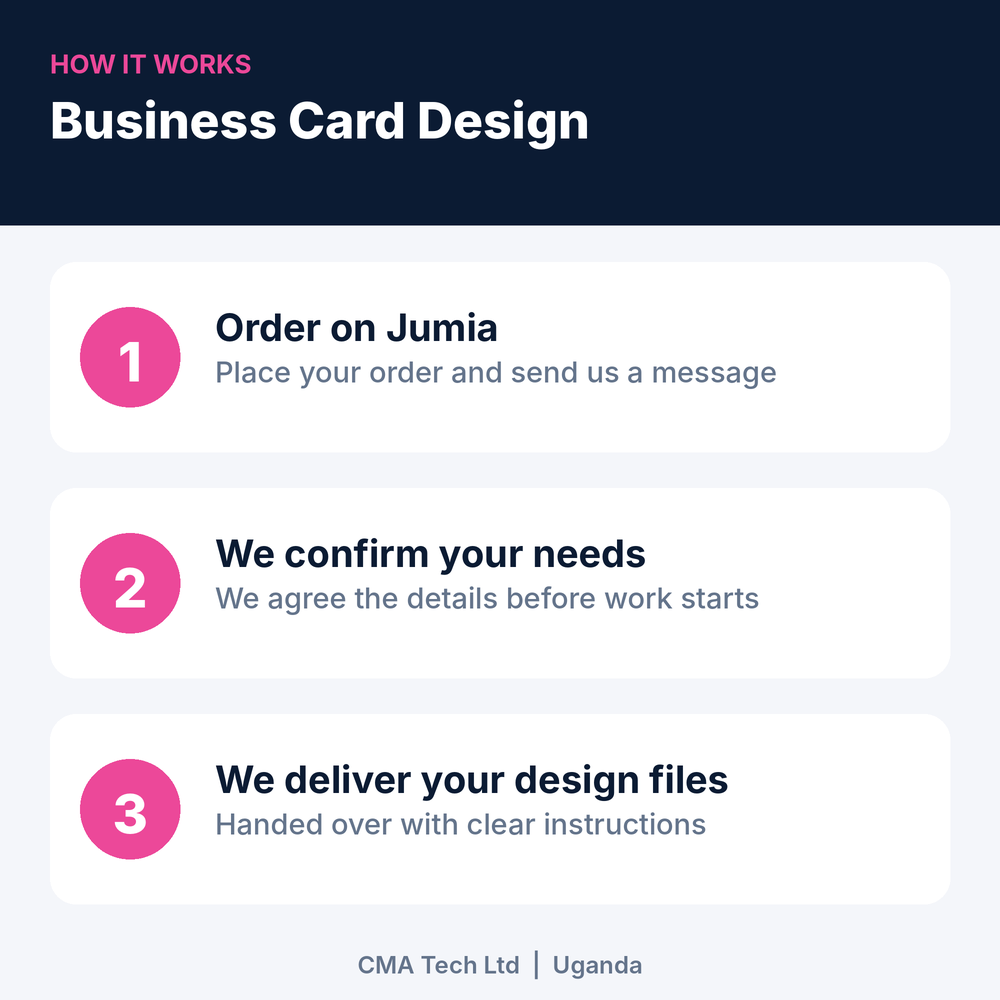 HOW IT WORKS
Business Card Design
1
Order on Jumia
Place your order and send us a message
2
We confirm your needs
We agree the details before work starts
3
We deliver your design files
Handed over with clear instructions
CMA Tech Ltd | Uganda